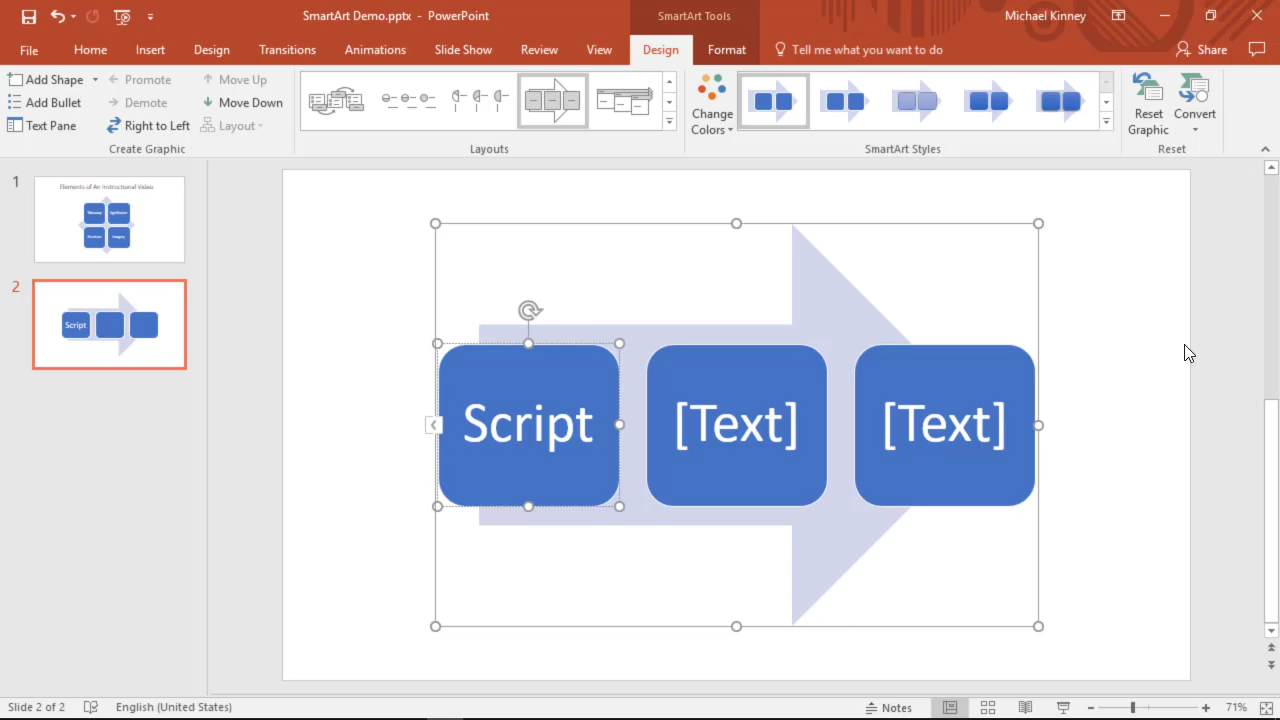 SmartArt Demo.pptx - PowerPoint
SmartArt Tools
Michael Kinney
File
Home
Insert
Design
Transitions
Animations
Slide Show
Review
View
Design
Format
Tell me what you want to do
Share
Add Shape
Promote
Move Up
Add Bullet
Demote
Move Down
Text Pane
Right to Left
Layout
Create Graphic
Layouts
Change
Colors
SmartArt Styles
Reset
Graphic
Convert
Reset
1
Elements of An Instructional Video
2
Script
Script
[Text]
[Text]
Slide 2 of 2
English (United States)
Notes
71%